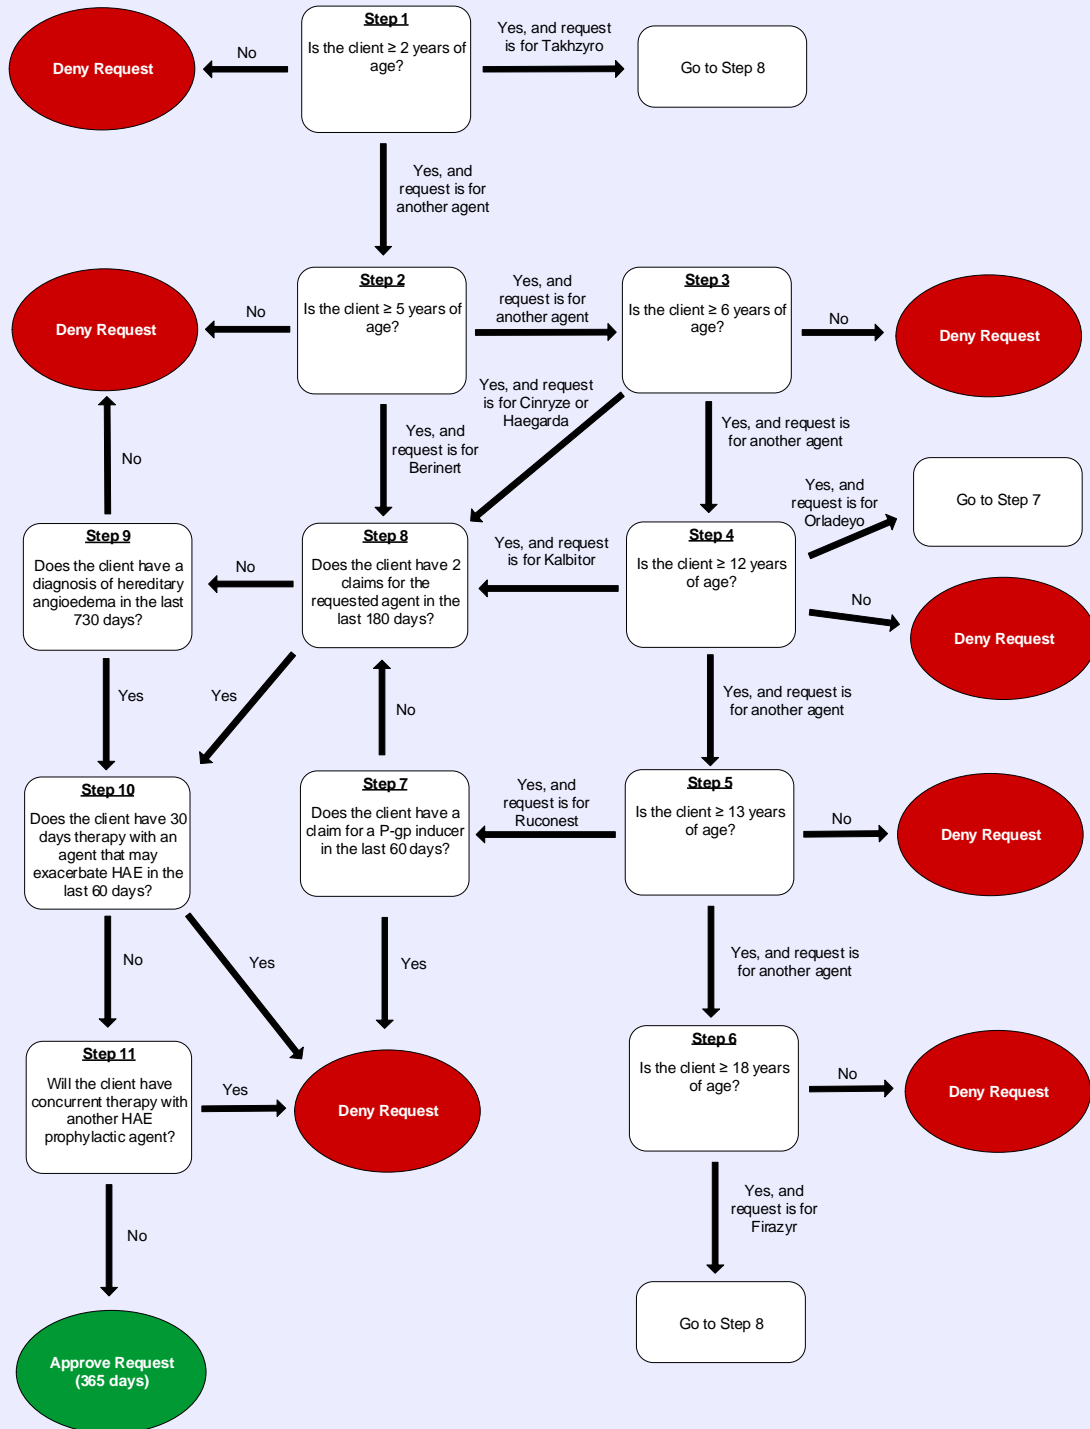 Step 1
Is the client ≥ 2 years of
age?
No
Deny Request
Yes, and request
is for Takhzyro
Go to Step 8
Yes, and
request is for
another agent
Step 2
Is the client ≥ 5 years of
age?
No
Deny Request
Yes, and
request is for
another agent
Step 3
Is the client ≥ 6 years of
age?
No
Deny Request
Yes, and request
is for Cinryze or
Haegarda
Yes, and
request is for
Berinert
Yes, and request is
for another agent
No
Step 9
Does the client have a
diagnosis of hereditary
angioedema in the last
730 days?
No
Step 8
Does the client have 2
claims for the
requested agent in the
last 180 days?
Yes, and request
is for Kalbitor
Step 4
Is the client ≥ 12 years
of age?
Yes, and
request is for
Orladeyo
Go to Step 7
No
Deny Request
Yes
Yes
No
Yes, and request is
for another agent
Step 10
Does the client have 30
days therapy with an
agent that may
exacerbate HAE in the
last 60 days?
Step 7
Does the client have a
claim for a P-gp inducer
in the last 60 days?
Yes, and
request is for
Ruconest
Step 5
Is the client ≥ 13 years
of age?
No
Deny Request
No
Yes
Yes
Yes, and request is
for another agent
Step 11
Will the client have
concurrent therapy with
another HAE
prophylactic agent?
Yes
Deny Request
Step 6
Is the client ≥ 18 years
of age?
No
Deny Request
No
Yes, and
request is for
Firazyr
Go to Step 8
Approve Request
(365 days)